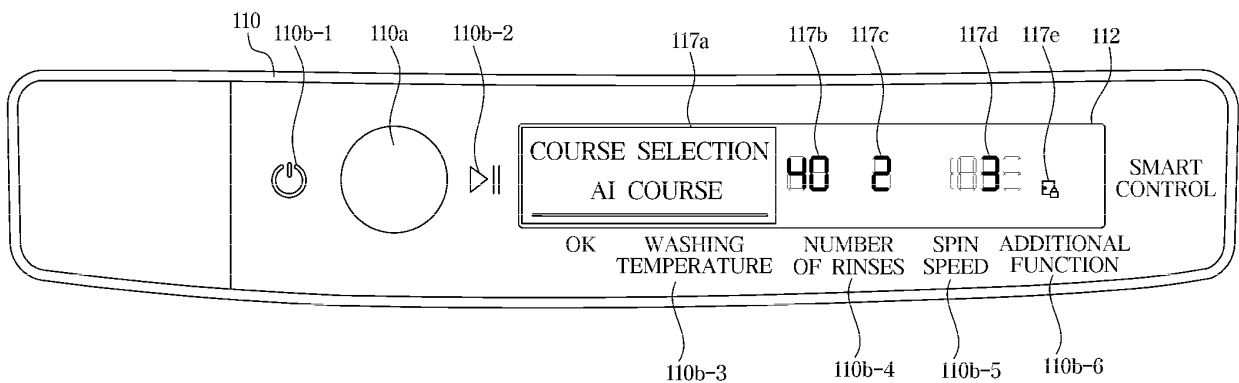 110
110b-1
110a
110b-2
117a
117b
117c
117d
117e
112
COURSE SELECTION
AI COURSE
40
2
3
SMART
CONTROL
OK
WASHING
TEMPERATURE
NUMBER
OF RINSES
SPIN
SPEED
ADDITIONAL
FUNCTION
110b-3
110b-4
110b-5
110b-6